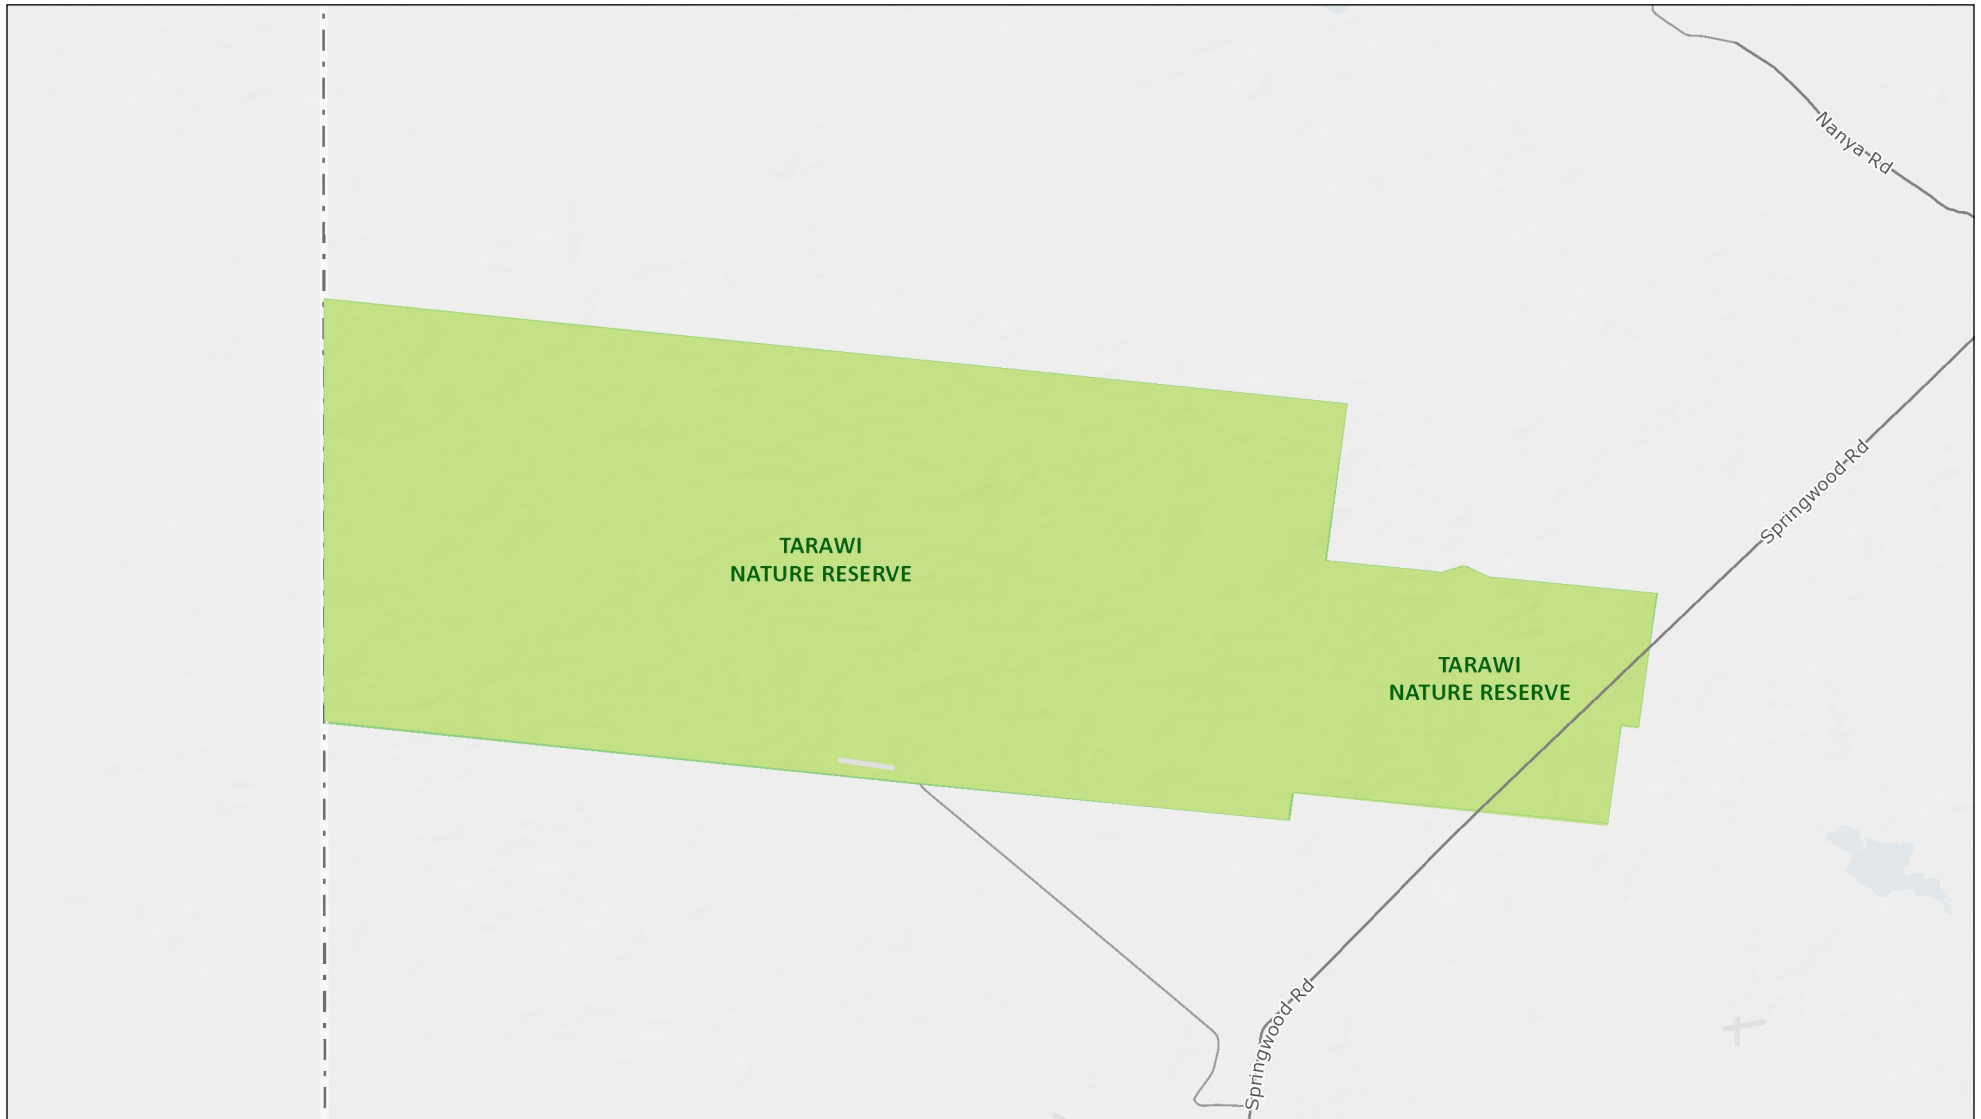 Nanya Rd
Springwood Rd
TARAWI
NATURE RESERVE
TARAWI
NATURE RESERVE
Springwood Rd